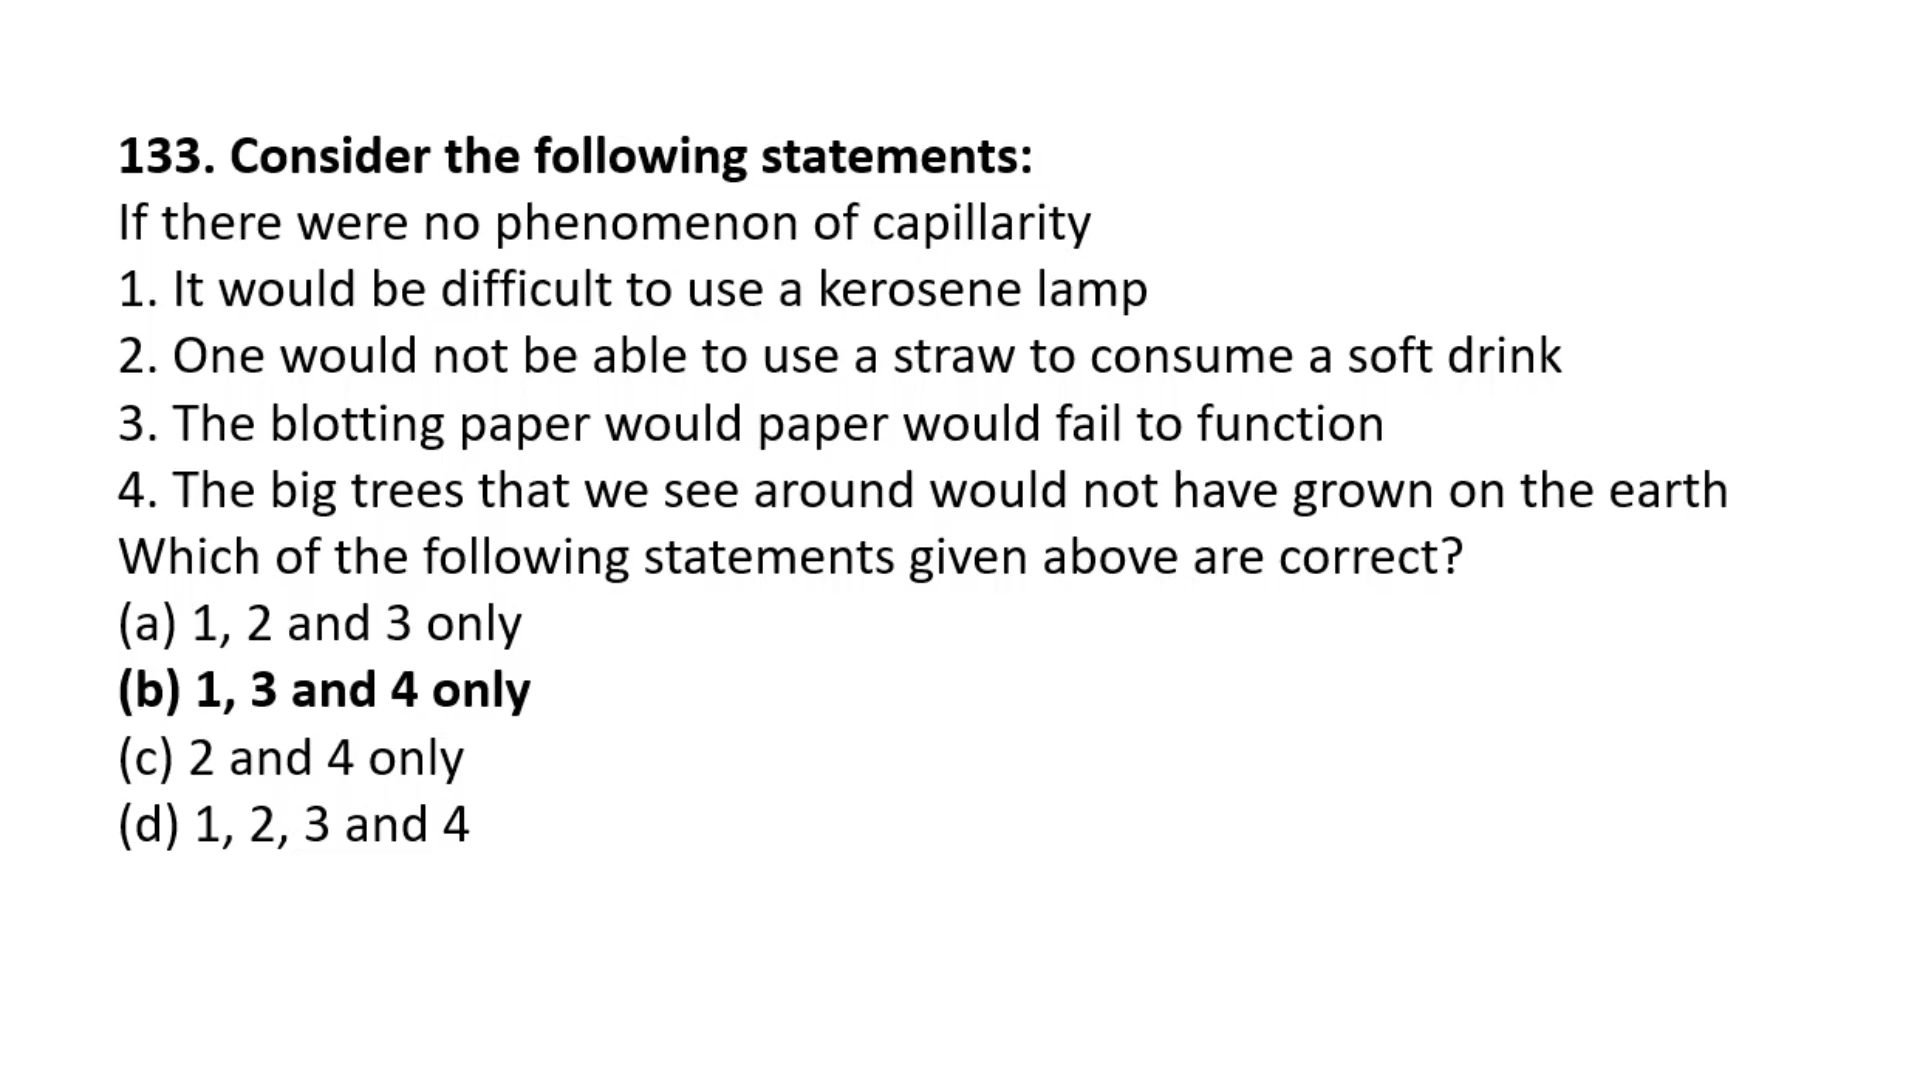 133. Consider the following statements:
If there were no phenomenon of capillarity
1. It would be difficult to use a kerosene lamp
2. One would not be able to use a straw to consume a soft drink
3. The blotting paper would paper would fail to function
4. The big trees that we see around would not have grown on the earth
Which of the following statements given above are correct?
(a) 1, 2 and 3 only
(b) 1, 3 and 4 only
(c) 2 and 4 only
(d) 1, 2, 3 and 4